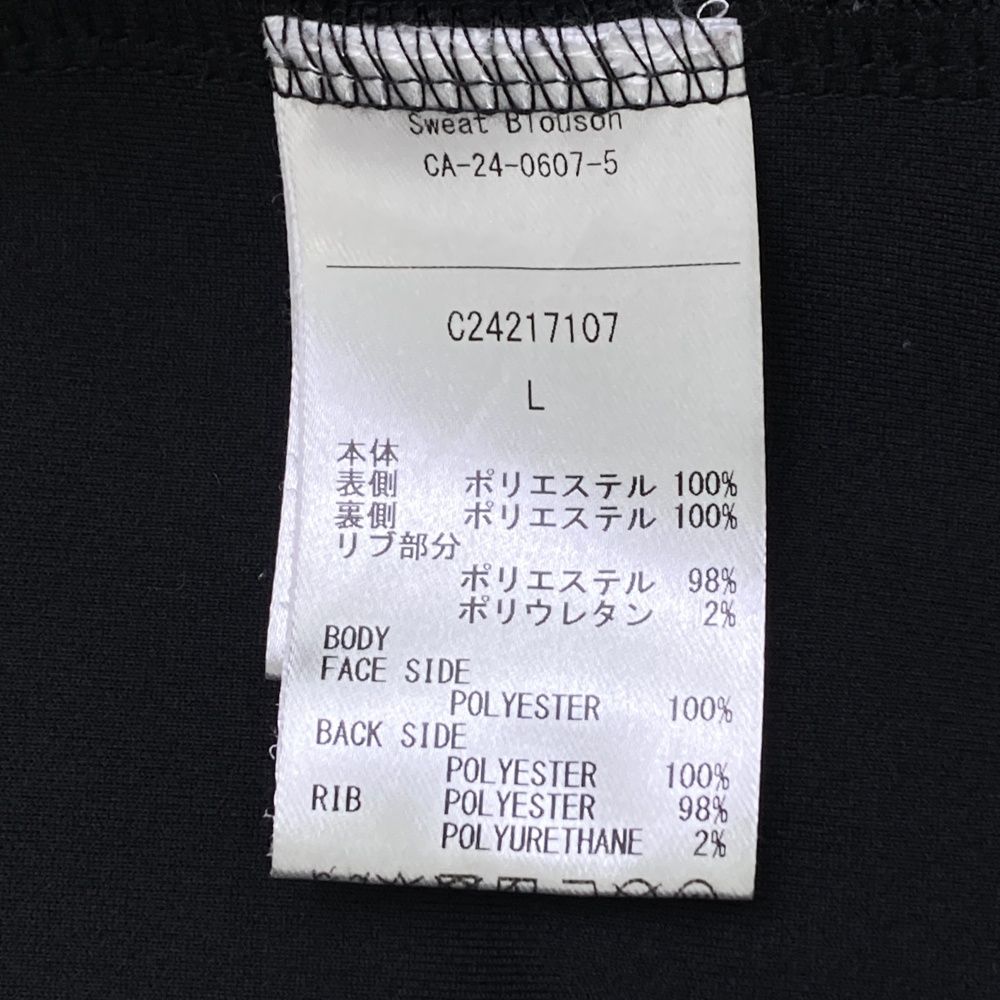 Sweat Blouson
CA-24-0607-5
C24217107
L
本体
表側 ポリエステル 100%
裏側 ポリエステル 100%
リブ部分
ポリエステル 98%
ポリウレタン 2%
BODY
FACE SIDE
POLYESTER 100%
BACK SIDE
POLYESTER 100%
RIB POLYESTER 98%
POLYURETHANE 2%